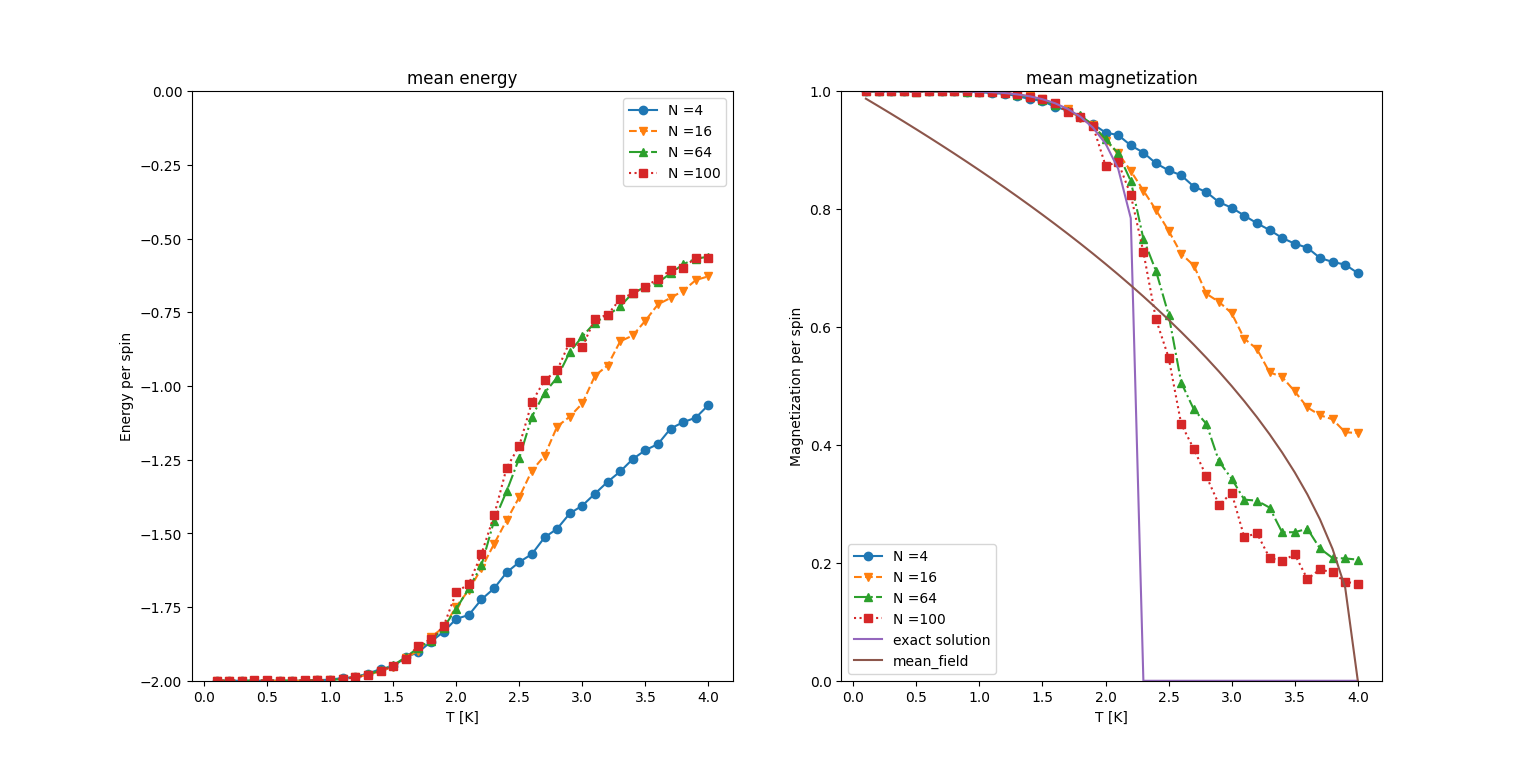 mean energy
0.00
−0.25
−0.50
−0.75
−1.00
−1.25
−1.50
−1.75
−2.00
Energy per spin
N =4
N =16
N =64
N =100
0.0 0.5 1.0 1.5 2.0 2.5 3.0 3.5 4.0
T [K]
mean magnetization
1.0
0.8
0.6
0.4
0.2
0.0
Magnetization per spin
N =4
N =16
N =64
N =100
exact solution
mean_field
0.0 0.5 1.0 1.5 2.0 2.5 3.0 3.5 4.0
T [K]